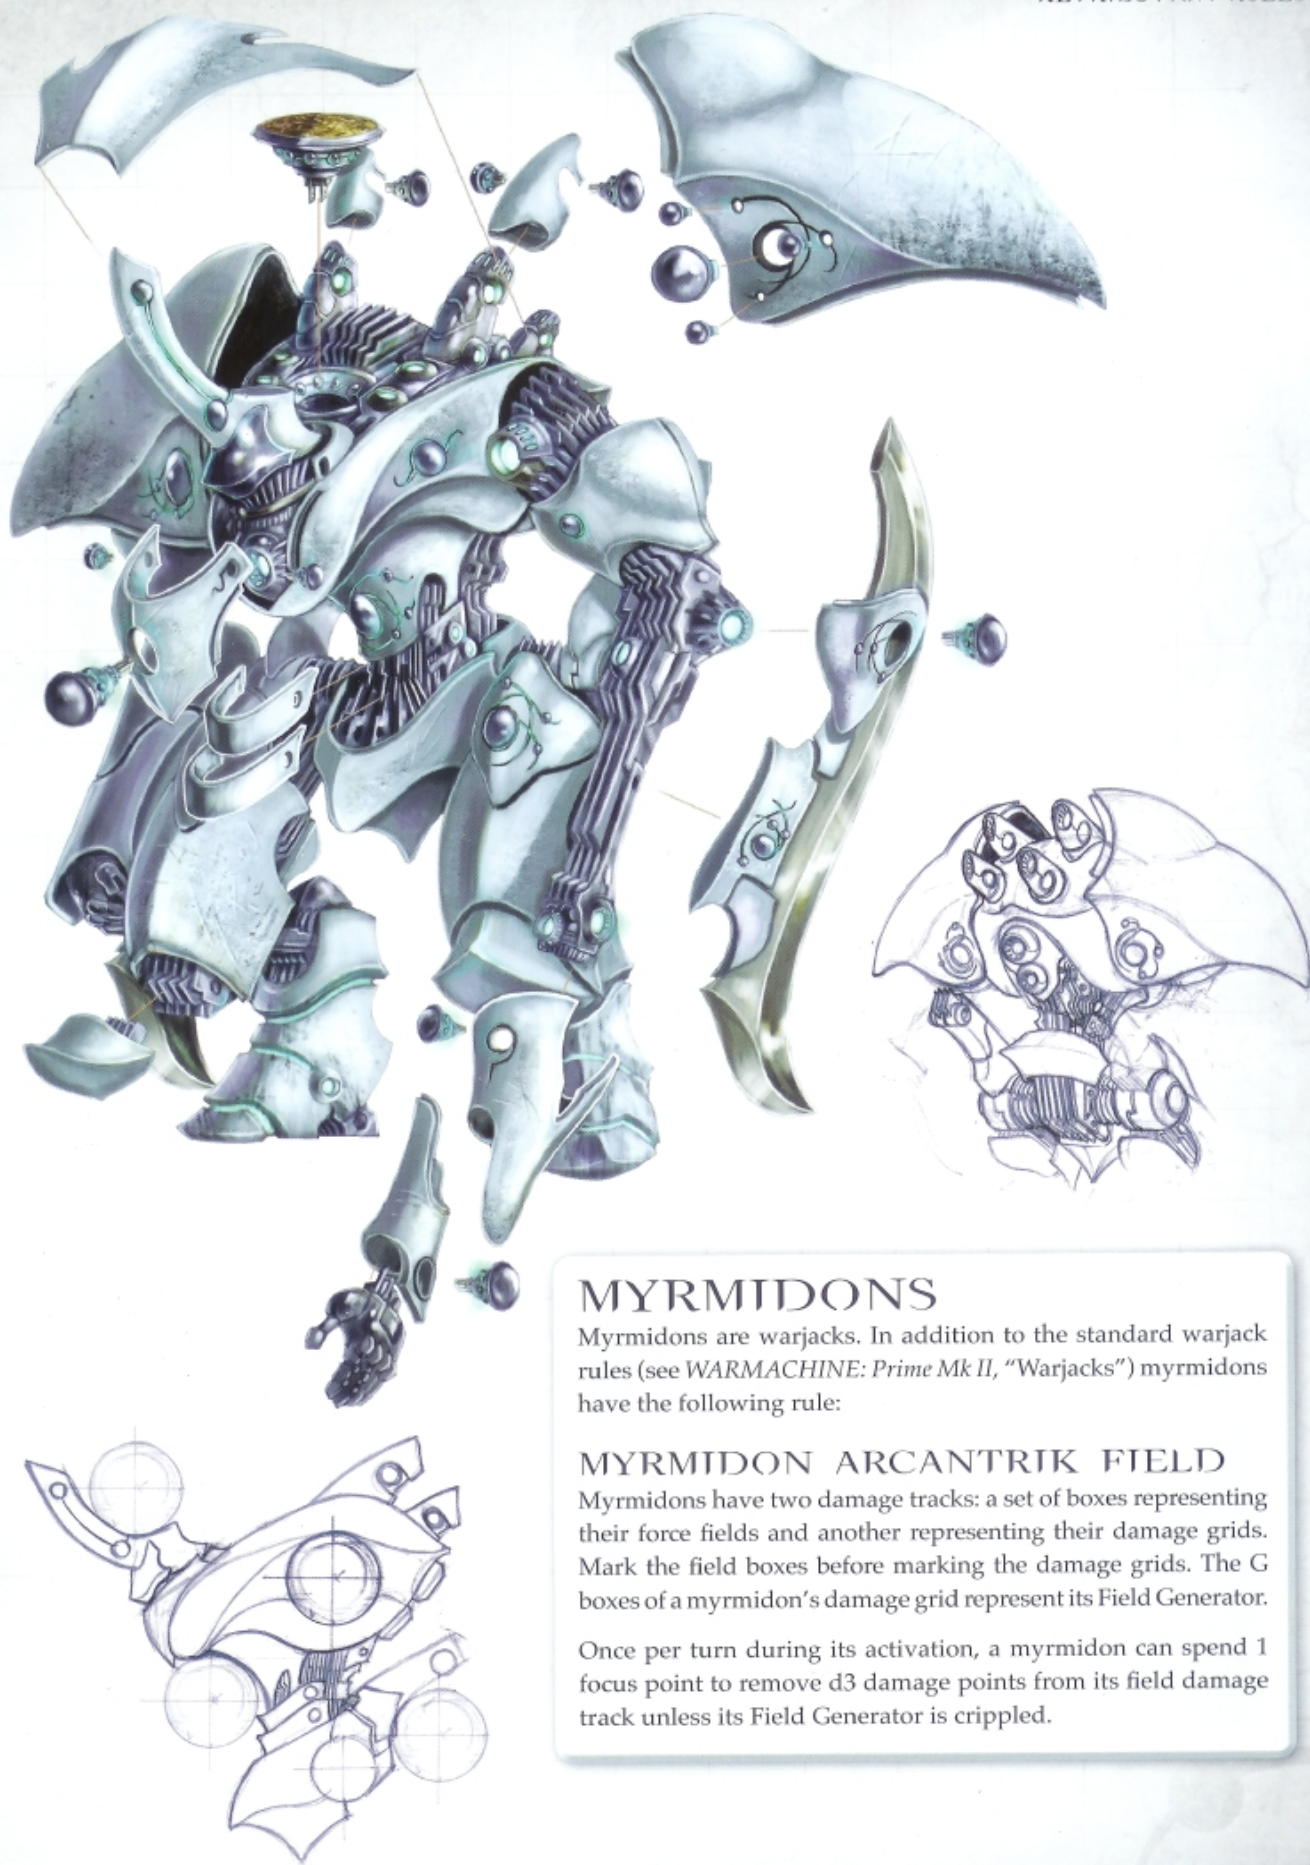 MYRMIDONS
Myrmidons are warjacks. In addition to the standard warjack
rules (see WARMACHINE: Prime Mk II, “Warjacks”) myrmidons
have the following rule:
MYRMIDON ARCANTRIK FIELD
Myrmidons have two damage tracks: a set of boxes representing
their force fields and another representing their damage grids.
Mark the field boxes before marking the damage grids. The G
boxes of a myrmidon's damage grid represent its Field Generator.
Once per turn during its activation, a myrmidon can spend 1
focus point to remove d3 damage points from its field damage
track unless its Field Generator is crippled.